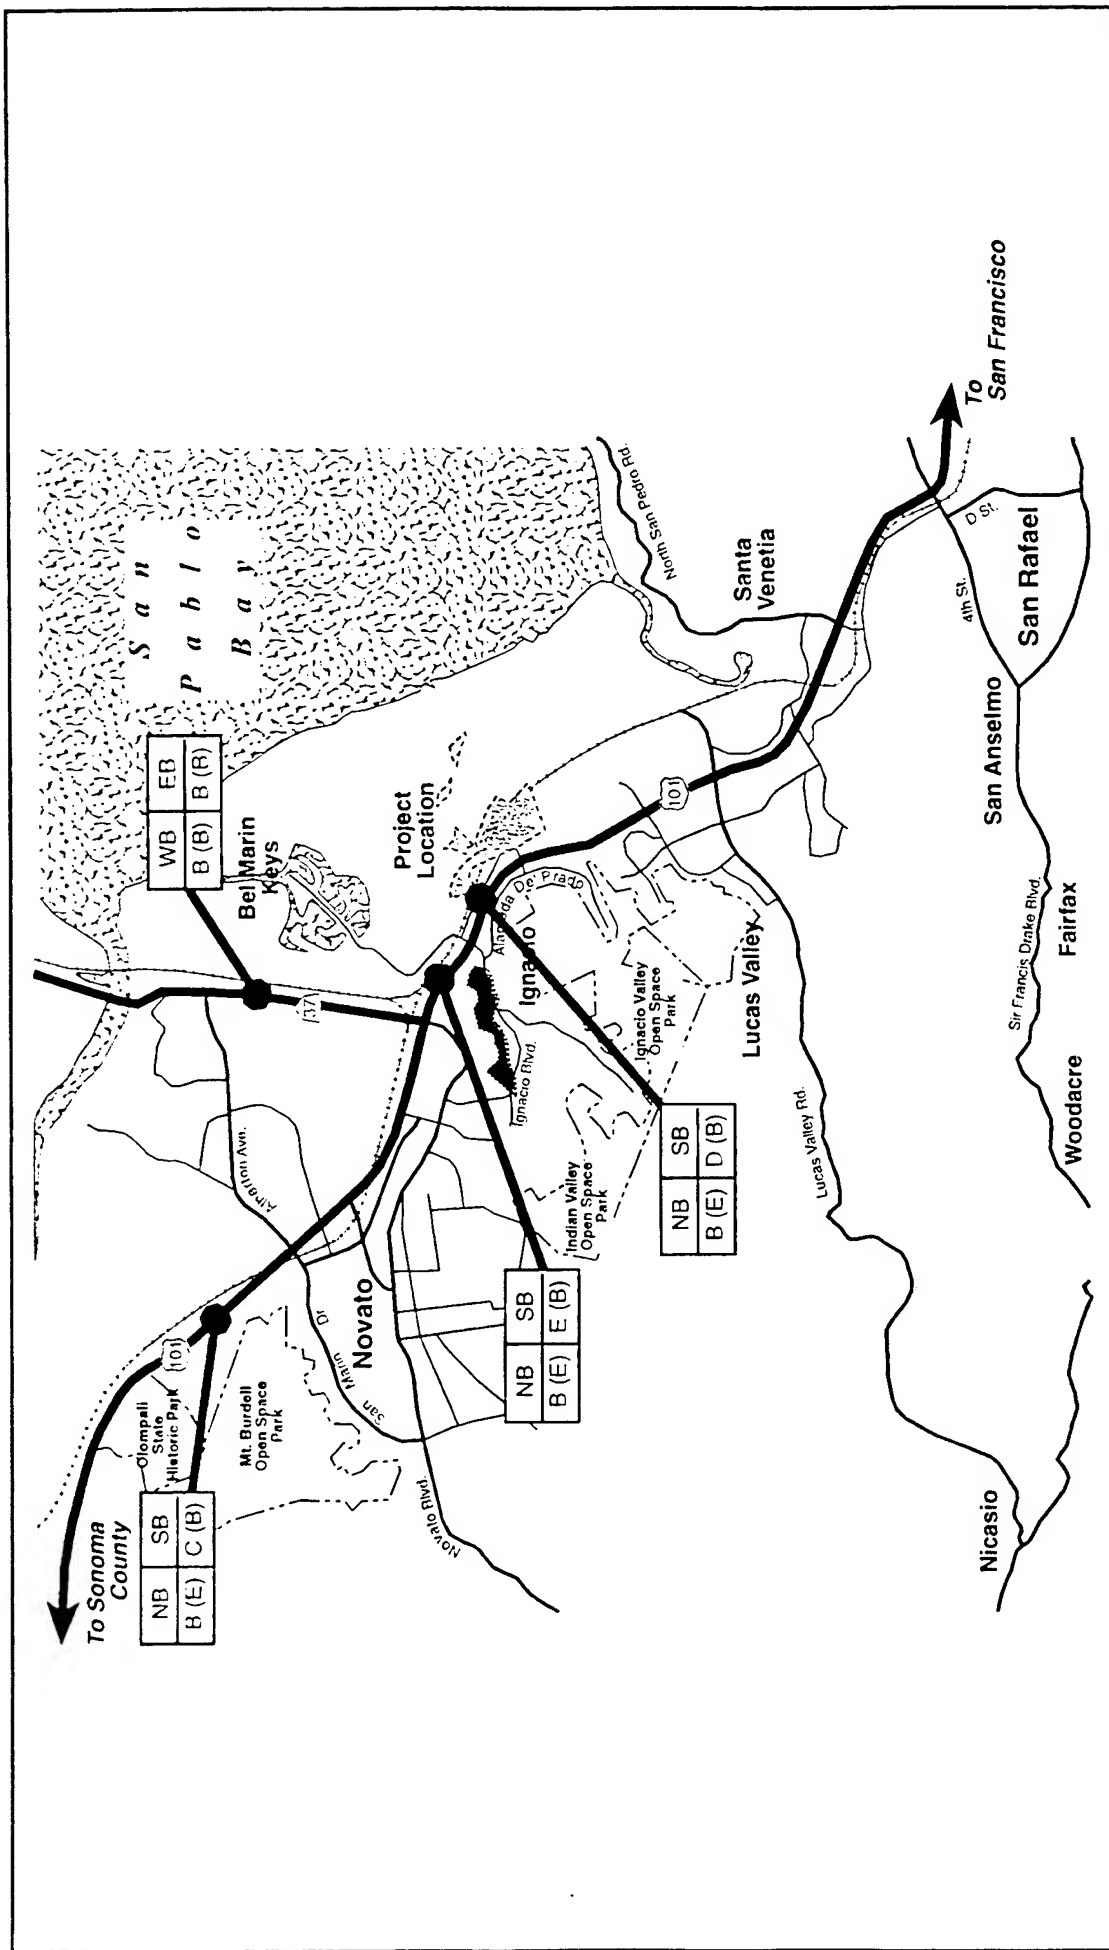 San
Pablo
Bay
WB EB
B (B) B (B)
Bel Marin
Keys
37
Project
Location
North San Pedro Rd.
Santa
Venetia
To
San Francisco
Atherton Ave.
To Sonoma
County
101
Olompali
State
Historic Park
Mt. Burdell
Open Space
Park
NB SB
B (E) C (B)
San Marin Dr
Novato
Novato Blvd.
NB SB
B (E) E (B)
Alameda Del Prado
Ignacio
Ignacio Blvd.
Ignacio Valley
Open Space
Park
Indian Valley
Open Space
Park
NB SB
B (E) D (B)
101
Lucas Valley
Lucas Valley Rd.
4th St.
D St.
San Rafael
San Anselmo
Sir Francis Drake Blvd.
Fairfax
Woodacre
Nicasio